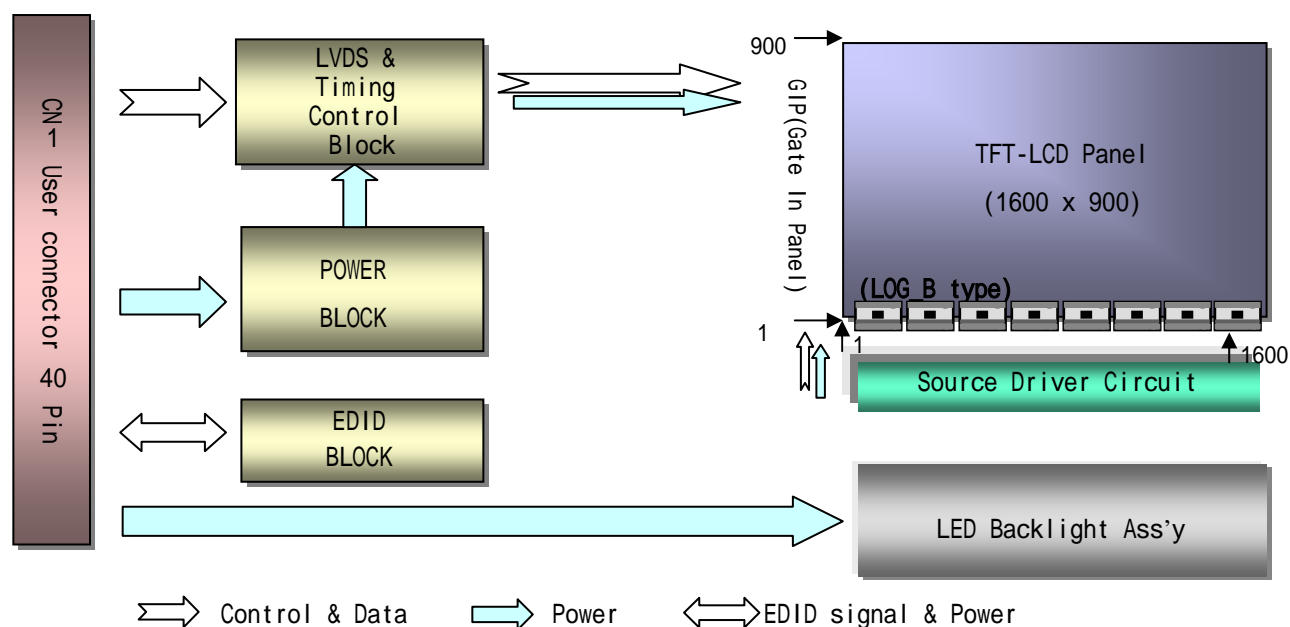 CN-1 User connector 40 Pin
LVDS &
Timing
Control
Block
POWER
BLOCK
EDID
BLOCK
900
GIP(Gate In Panel)
1
TFT-LCD Panel
(1600 x 900)
(LOG_B type)
1
1600
Source Driver Circuit
LED Backlight Ass’y
Control & Data
Power
EDID signal & Power